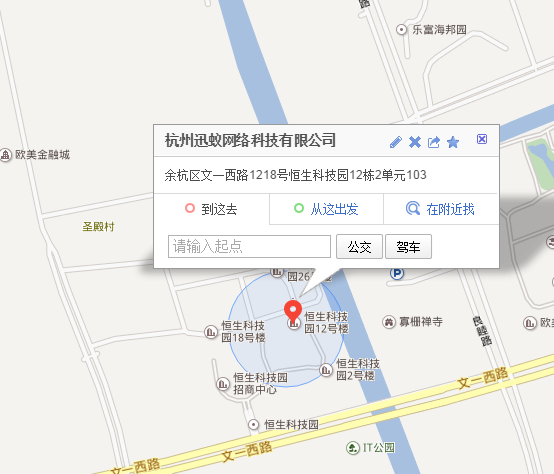 乐富海邦园
杭州迅蚁网络科技有限公司
欧美金融城
余杭区文一西路1218号恒生科技园12栋2单元103
到这去
从这出发
在附近找
圣殿村
请输入起点
公交
驾车
P
恒生科技
园12号楼
恒生科技
园18号楼
寡栅禅寺
良睦路
恒生科技
园2号楼
恒生科技园
招商中心
文一西路
恒生科技园
文一西路
IT公园
文一西路